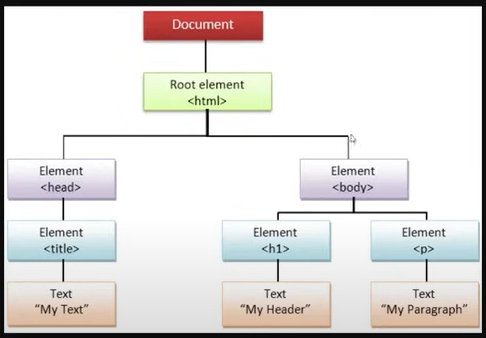 Document
Root element
<html>
Element
<head>
Element
<body>
Element
<title>
Element
<h1>
Element
<p>
Text
“My Text”
Text
“My Header”
Text
“My Paragraph”